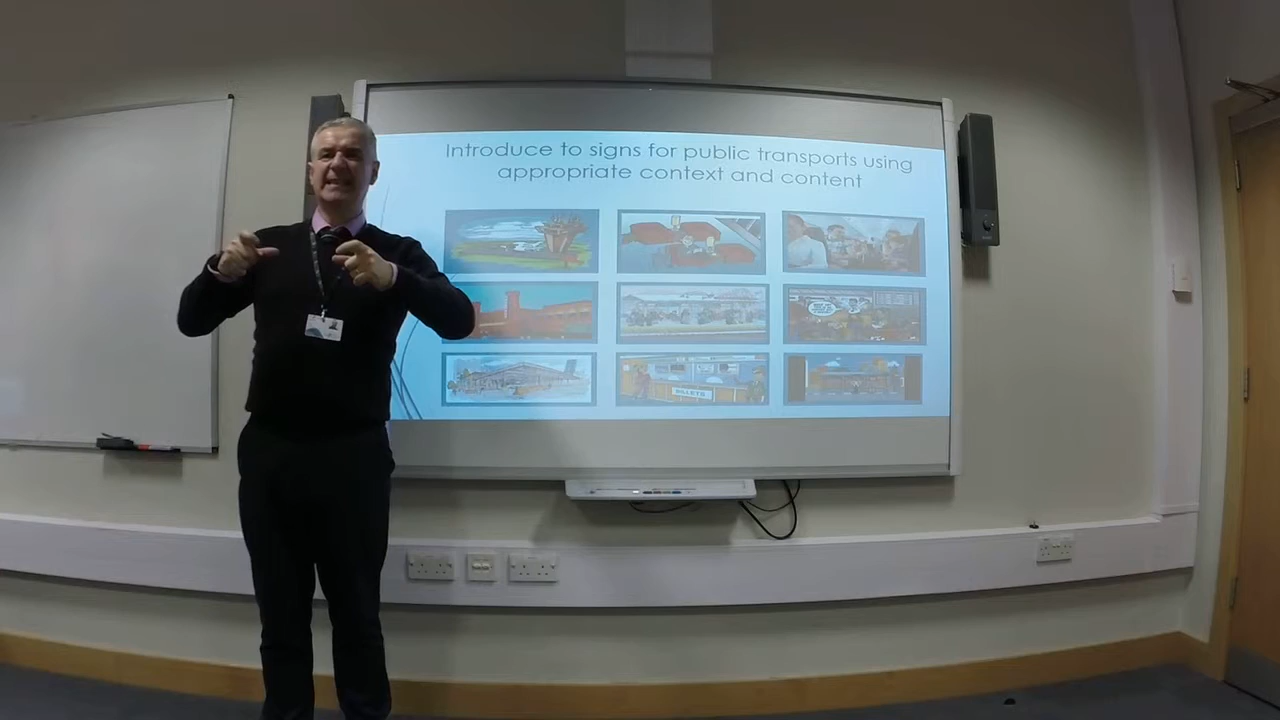 Introduce to signs for public transports using
appropriate context and content